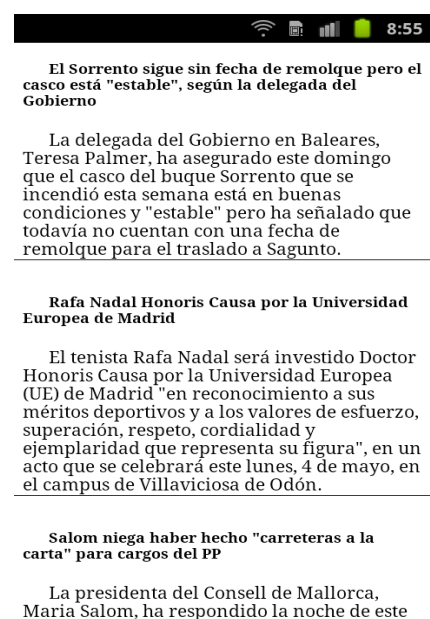 8:55
El Sorrento sigue sin fecha de remolque pero el
casco está "estable", según la delegada del
Gobierno
La delegada del Gobierno en Baleares,
Teresa Palmer, ha asegurado este domingo
que el casco del buque Sorrento que se
incendió esta semana está en buenas
condiciones y "estable" pero ha señalado que
todavía no cuentan con una fecha de
remolque para el traslado a Sagunto.
Rafa Nadal Honoris Causa por la Universidad
Europea de Madrid
El tenista Rafa Nadal será investido Doctor
Honoris Causa por la Universidad Europea
(UE) de Madrid "en reconocimiento a sus
méritos deportivos y a los valores de esfuerzo,
superación, respeto, cordialidad y
ejemplaridad que representa su figura", en un
acto que se celebrará este lunes, 4 de mayo, en
el campus de Villaviciosa de Odón.
Salom niega haber hecho "carreteras a la
carta" para cargos del PP
La presidenta del Consell de Mallorca,
Maria Salom, ha respondido la noche de este